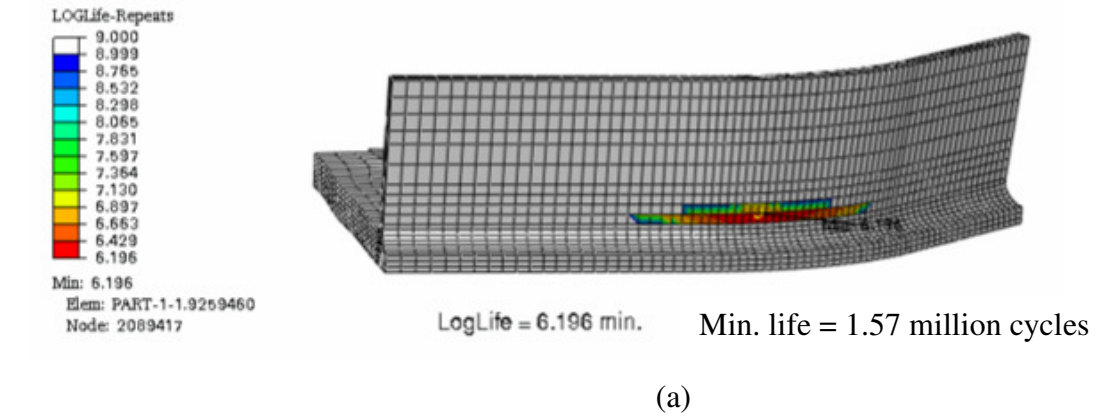 LOGLife-Repeats
9.000
8.999
8.765
8.532
8.298
8.065
7.831
7.597
7.364
7.130
6.897
6.663
6.429
6.196
Min: 6.196
Elem: PART-1-1.9259460
Node: 2089417
LogLife = 6.196 min.
Min. life = 1.57 million cycles
(a)